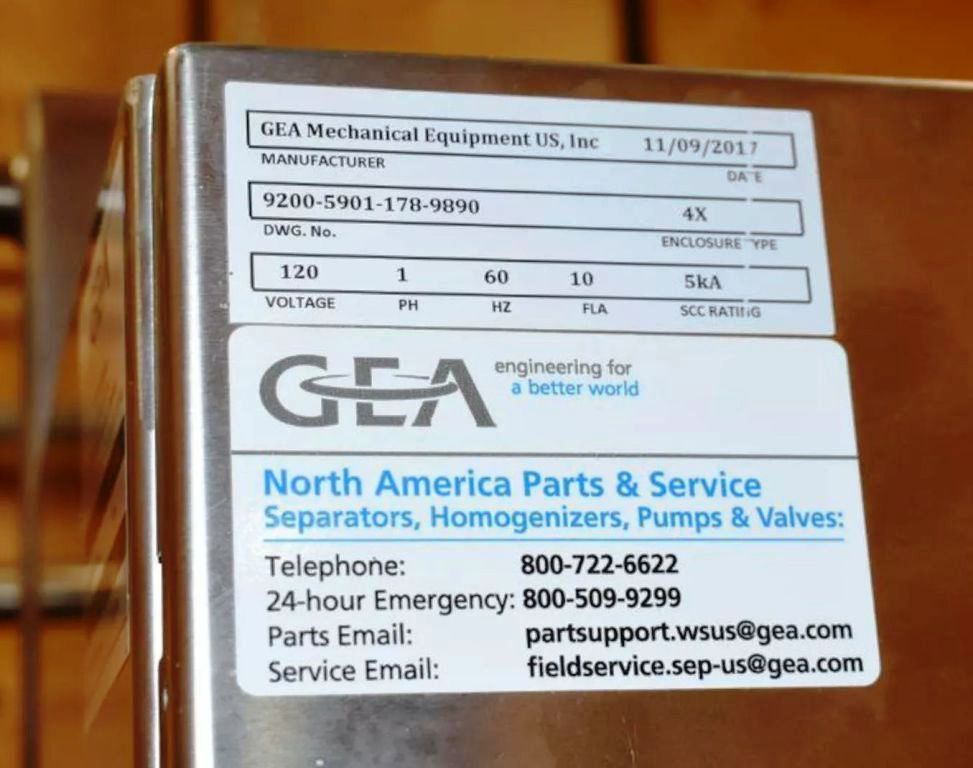 GEA Mechanical Equipment US, Inc 11/09/2017
MANUFACTURER DATE
9200-5901-178-9890 4X
DWG. No. ENCLOSURE TYPE
120 1 60 10 5kA
VOLTAGE PH HZ FLA SCC RATING
GEA engineering for
a better world
North America Parts & Service
Separators, Homogenizers, Pumps & Valves:
Telephone: 800-722-6622
24-hour Emergency: 800-509-9299
Parts Email: partsupport.wsus@gea.com
Service Email: fieldservice.sep-us@gea.com